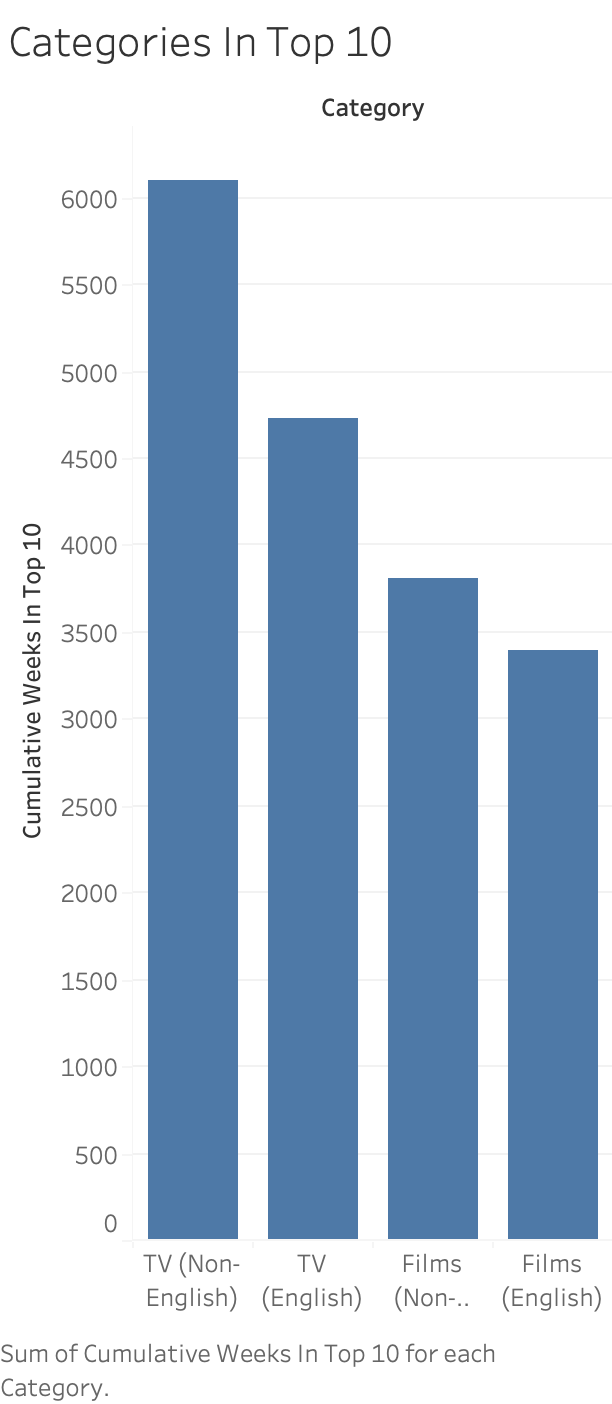 Categories In Top 10
Category
Cumulative Weeks In Top 10
6000
5500
5000
4500
4000
3500
3000
2500
2000
1500
1000
500
0
TV (Non-
English)
TV
(English)
Films
(Non-..
Films
(English)
Sum of Cumulative Weeks In Top 10 for each
Category.